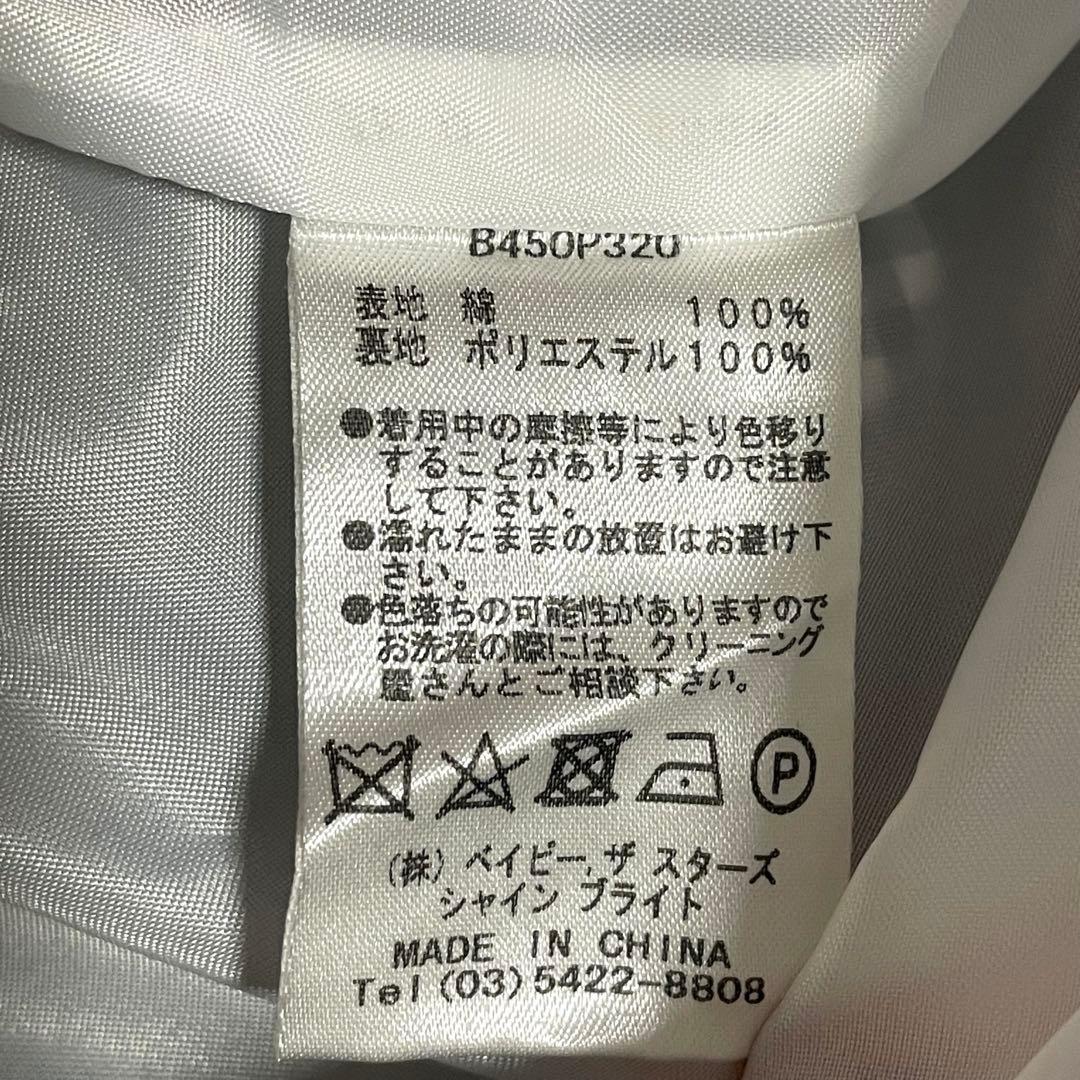 B450P320
表地 綿 100%
裏地 ポリエステル100%
●着用中の摩擦等により色移り
することがありますので注意
して下さい。
●濡れたままの放置はお避け下
さい。
●色落ちの可能性がありますので
お洗濯の際には、クリーニング
屋さんとご相談下さい。
P
(株) ベイビー,ザ スターズ
シャイン ブライト
MADE IN CHINA
Tel (03) 5422-8808